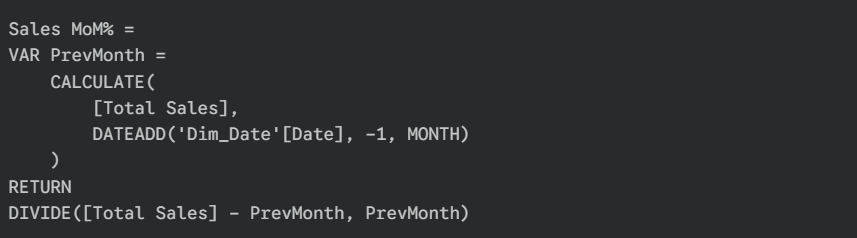 Sales MoM% =
VAR PrevMonth =
    CALCULATE(
        [Total Sales],
        DATEADD('Dim_Date'[Date], -1, MONTH)
    )
RETURN
DIVIDE([Total Sales] - PrevMonth, PrevMonth)